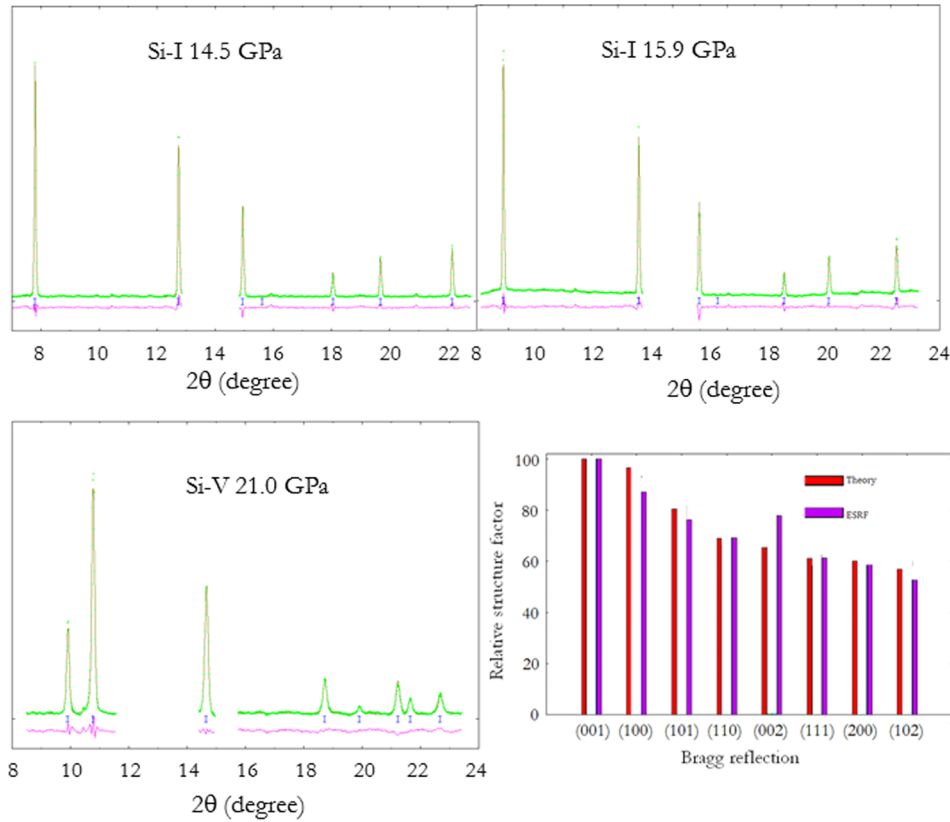 Si-I 14.5 GPa
8 10 12 14 16 18 20 22
2θ (degree)
Si-I 15.9 GPa
8 10 12 14 16 18 20 22 24
2θ (degree)
Si-V 21.0 GPa
8 10 12 14 16 18 20 22 24
2θ (degree)
Relative structure factor
100
80
60
40
20
0
Theory
ESRF
(001) (100) (101) (110) (002) (111) (200) (102)
Bragg reflection